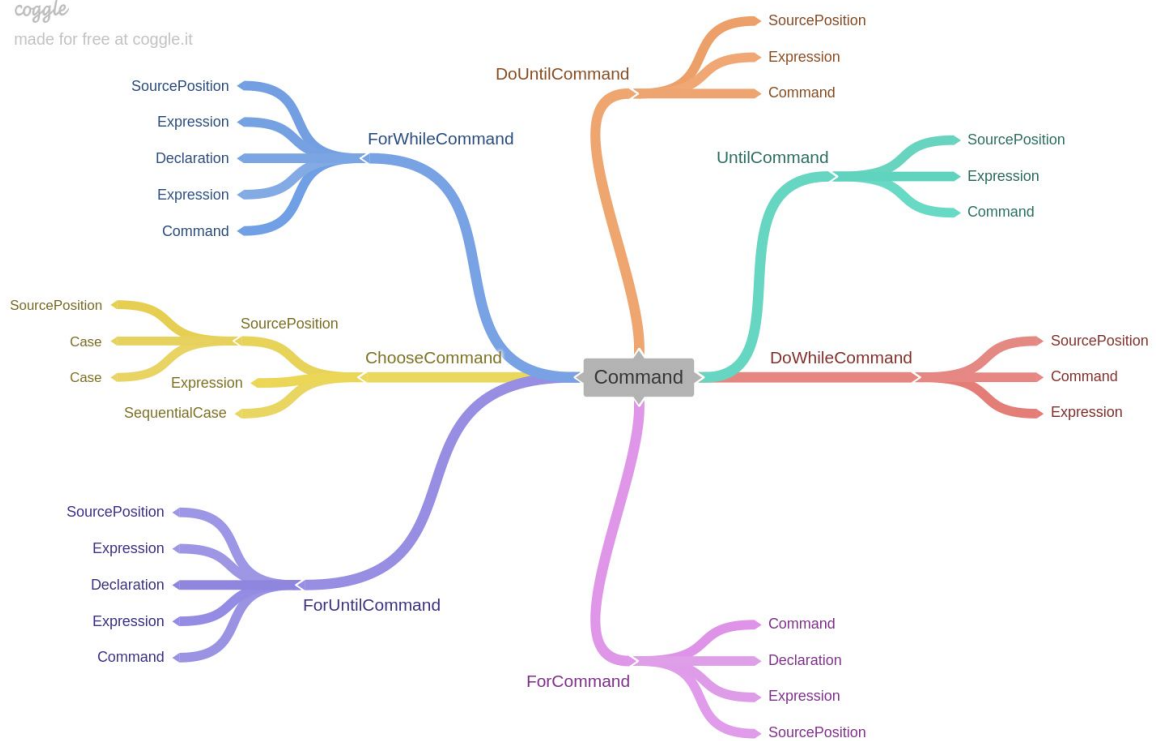 coggle
made for free at coggle.it
DoUntilCommand
SourcePosition
Expression
Command
UntilCommand
SourcePosition
Expression
Command
ForWhileCommand
SourcePosition
Expression
Declaration
Expression
Command
ChooseCommand
SourcePosition
SourcePosition
Case
Case
Expression
SequentialCase
Command
DoWhileCommand
SourcePosition
Command
Expression
ForUntilCommand
SourcePosition
Expression
Declaration
Expression
Command
ForCommand
Command
Declaration
Expression
SourcePosition